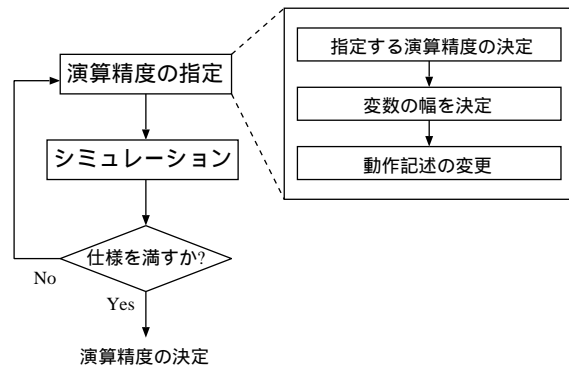 演算精度の指定
シミュレーション
仕様を満すか?
No
Yes
演算精度の決定
指定する演算精度の決定
変数の幅を決定
動作記述の変更